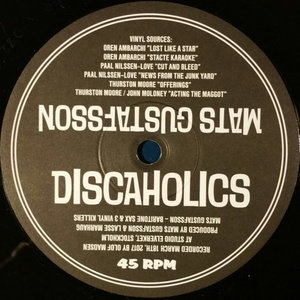 VINYL SOURCES:
OREN AMBARCHI "LOST LIKE A STAR"
OREN AMBARCHI "STACTE KARAOKE"
PAAL NILSSEN-LOVE "CUT AND BLEED"
PAAL NILSSEN-LOVE "NEWS FROM THE JUNK YARD"
THURSTON MOORE "OFFERINGS"
THURSTON MOORE / JOHN MOLONEY "ACTING THE MAGGOT"
MATS GUSTAFSSON
DISCAHOLICS
RECORDED MARCH 18TH, 2017 BY OLOF MADSEN
AT STUDIO ELVERKET, STOCKHOLM
PRODUCED BY MATS GUSTAFSSON & LASSE MARHAUG
MATS GUSTAFSSON - BARITONE SAX & 3 VINYL KILLERS
45 RPM